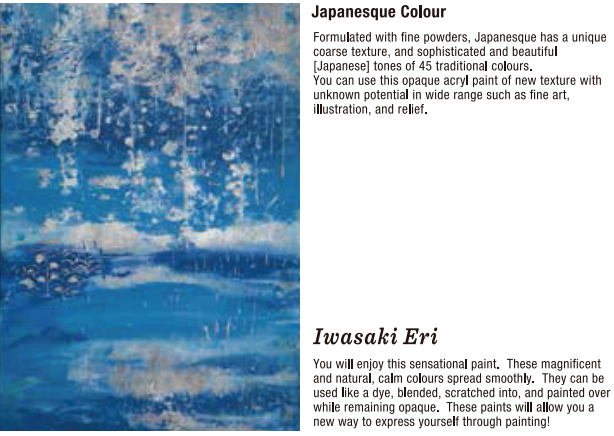 Japanesque Colour
Formulated with fine powders, Japanesque has a unique
coarse texture, and sophisticated and beautiful
[Japanese] tones of 45 traditional colours.
You can use this opaque acryl paint of new texture with
unknown potential in wide range such as fine art,
illustration, and relief.
Iwasaki Eri
You will enjoy this sensational paint. These magnificent
and natural, calm colours spread smoothly. They can be
used like a dye, blended, scratched into, and painted over
while remaining opaque. These paints will allow you a
new way to express yourself through painting!